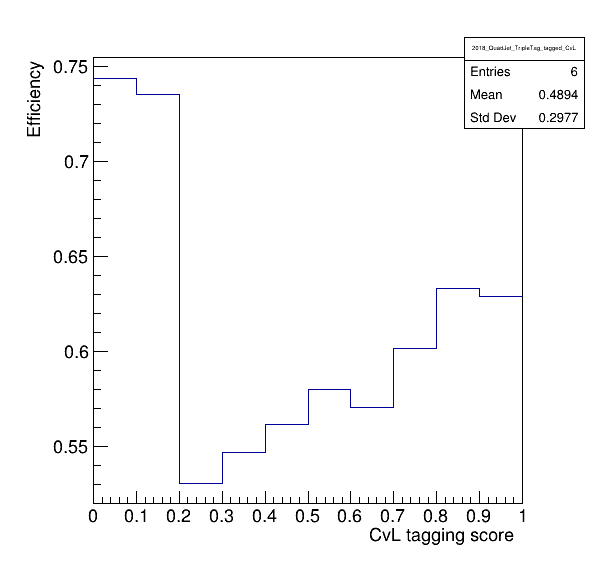 2018_QuadJet_TripleTag_tagged_CvL
Entries 6
Mean 0.4894
Std Dev 0.2977
Efficiency
0.75
0.7
0.65
0.6
0.55
0 0.1 0.2 0.3 0.4 0.5 0.6 0.7 0.8 0.9 1
CvL tagging score